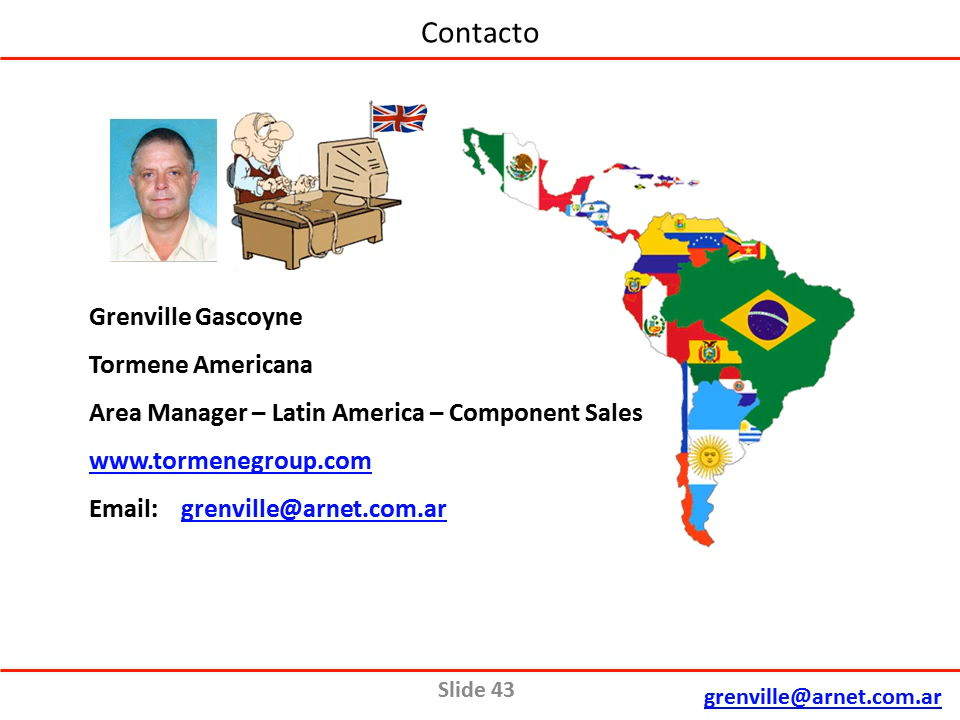 Contacto
Grenville Gascoyne
Tormene Americana
Area Manager – Latin America – Component Sales
www.tormenegroup.com
Email: grenville@arnet.com.ar
Slide 43
grenville@arnet.com.ar